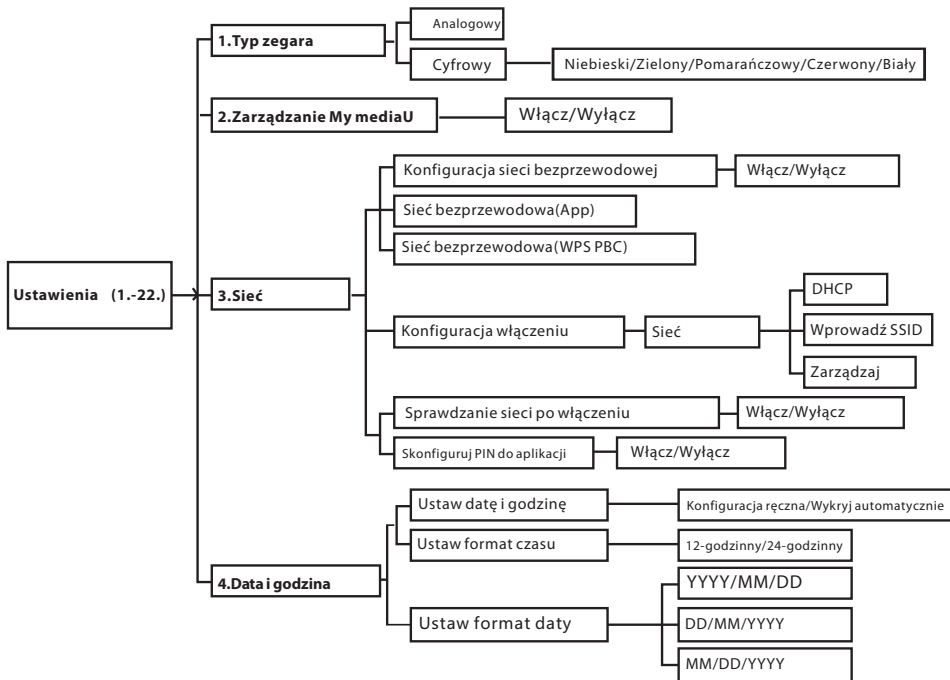 Ustawienia (1.-22.)
1.Typ zegara
Analogowy
Cyfrowy
Niebieski/Zielony/Pomarańczowy/Czerwony/Biały
2.Zarządzanie My mediaU
Włącz/Wyłącz
3.Sieć
Konfiguracja sieci bezprzewodowej
Włącz/Wyłącz
Sieć bezprzewodowa(App)
Sieć bezprzewodowa(WPS PBC)
Konfiguracja włączeniu
Sieć
DHCP
Wprowadź SSID
Zarządzaj
Sprawdzanie sieci po włączeniu
Włącz/Wyłącz
Skonfiguruj PIN do aplikacji
Włącz/Wyłącz
4.Data i godzina
Ustaw datę i godzinę
Konfiguracja ręczna/Wykryj automatycznie
Ustaw format czasu
12-godzinny/24-godzinny
Ustaw format daty
YYYY/MM/DD
DD/MM/YYYY
MM/DD/YYYY